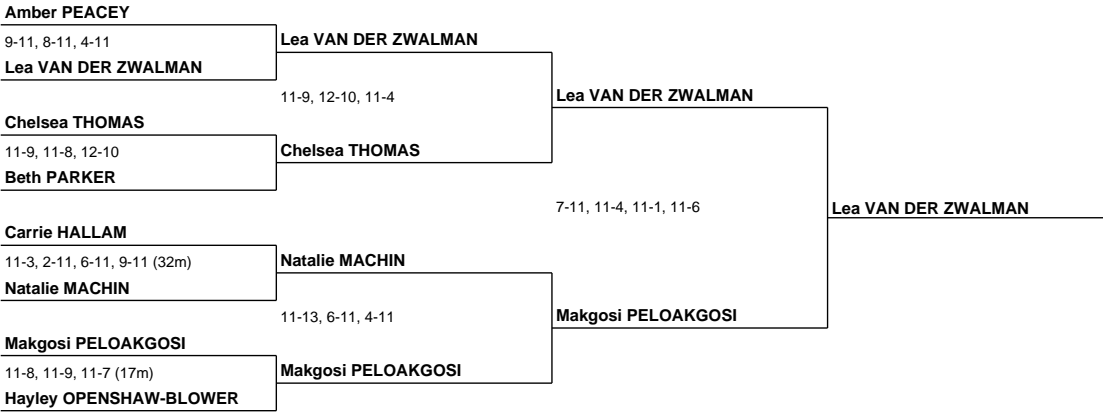 Amber PEACEY
9-11, 8-11, 4-11
Lea VAN DER ZWALMAN
Lea VAN DER ZWALMAN
11-9, 12-10, 11-4
Lea VAN DER ZWALMAN
Chelsea THOMAS
11-9, 11-8, 12-10
Beth PARKER
Chelsea THOMAS
7-11, 11-4, 11-1, 11-6
Lea VAN DER ZWALMAN
Carrie HALLAM
11-3, 2-11, 6-11, 9-11 (32m)
Natalie MACHIN
Natalie MACHIN
11-13, 6-11, 4-11
Makgosi PELOAKGOSI
Makgosi PELOAKGOSI
11-8, 11-9, 11-7 (17m)
Hayley OPENSHAW-BLOWER
Makgosi PELOAKGOSI